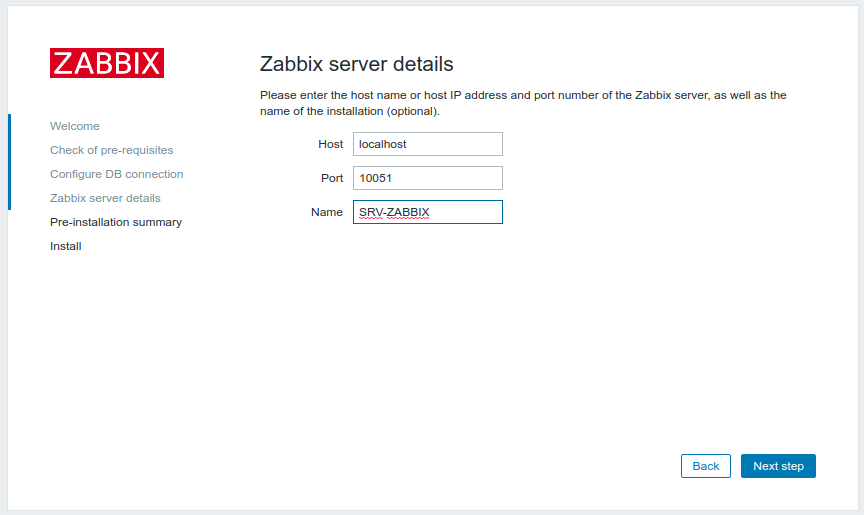 ZABBIX
Welcome
Check of pre-requisites
Configure DB connection
Zabbix server details
Pre-installation summary
Install
Zabbix server details
Please enter the host name or host IP address and port number of the Zabbix server, as well as the
name of the installation (optional).
Host localhost
Port 10051
Name SRV-ZABBIX
Back Next step